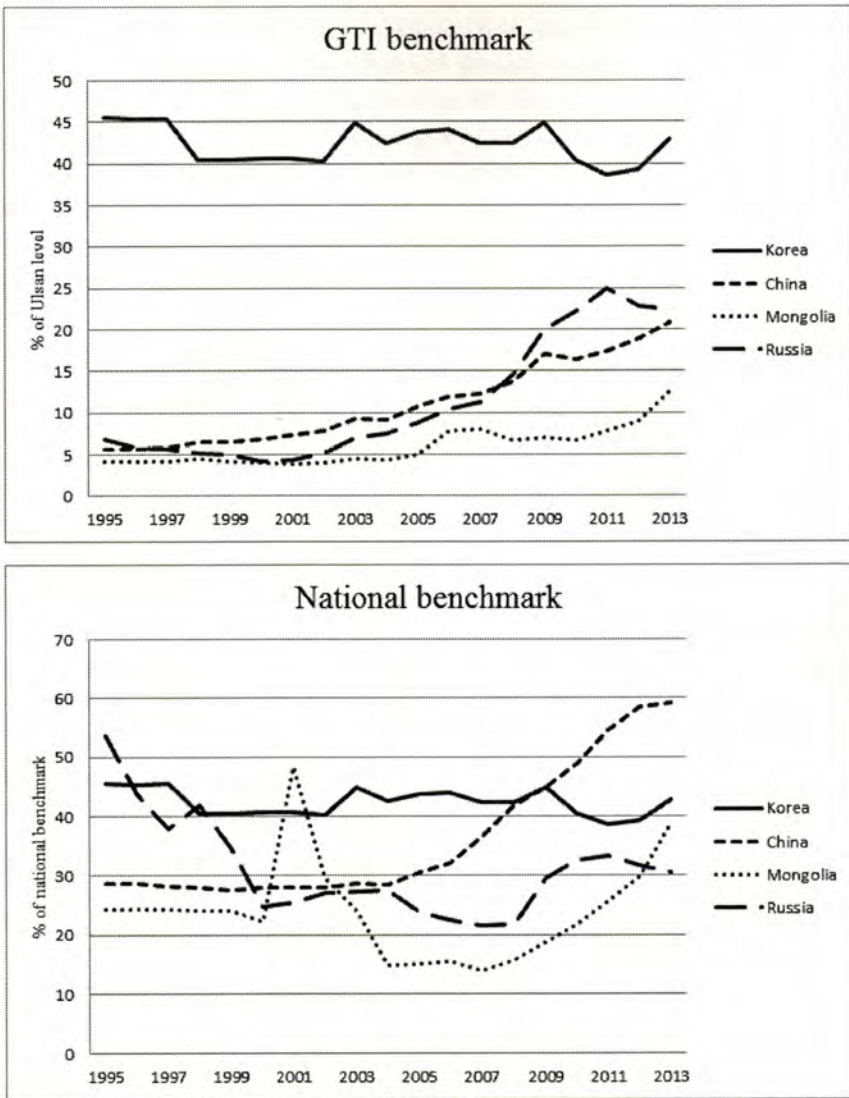 GTI benchmark
50
45
40
35
30
25
20
15
10
5
0
% of Ulsan level
1995 1997 1999 2001 2003 2005 2007 2009 2011 2013
Korea
China
Mongolia
Russia
National benchmark
70
60
50
40
30
20
10
0
% of national benchmark
1995 1997 1999 2001 2003 2005 2007 2009 2011 2013
Korea
China
Mongolia
Russia